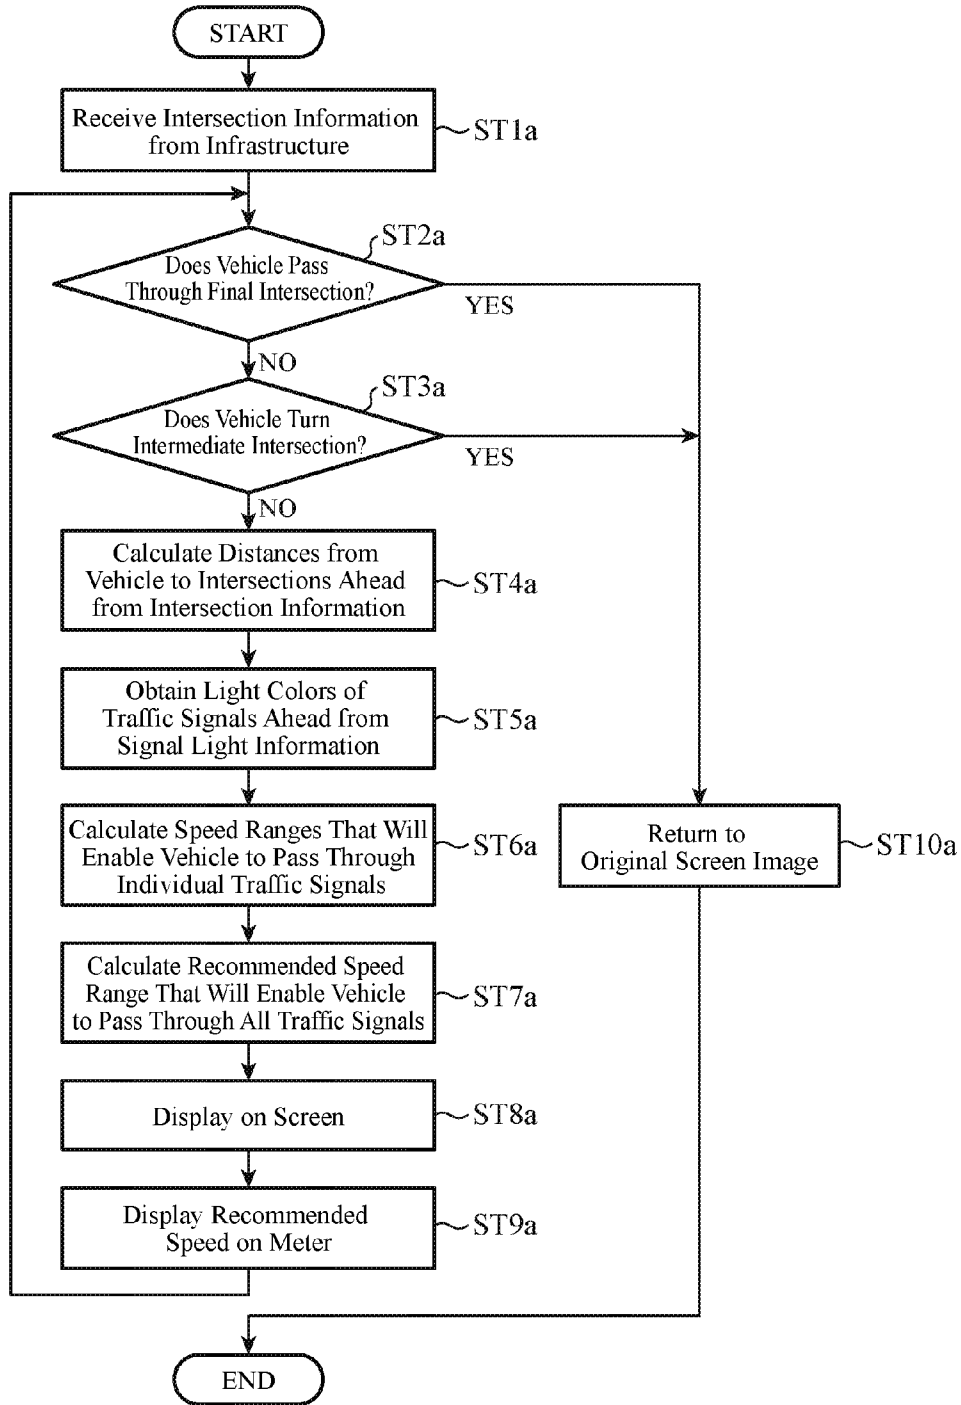 START
Receive Intersection Information
from Infrastructure
ST1a
ST2a
Does Vehicle Pass
Through Final Intersection?
YES
NO
ST3a
Does Vehicle Turn
Intermediate Intersection?
YES
NO
Calculate Distances from
Vehicle to Intersections Ahead
from Intersection Information
ST4a
Obtain Light Colors of
Traffic Signals Ahead from
Signal Light Information
ST5a
Calculate Speed Ranges That Will
Enable Vehicle to Pass Through
Individual Traffic Signals
ST6a
Return to
Original Screen Image
ST10a
Calculate Recommended Speed
Range That Will Enable Vehicle
to Pass Through All Traffic Signals
ST7a
Display on Screen
ST8a
Display Recommended
Speed on Meter
ST9a
END